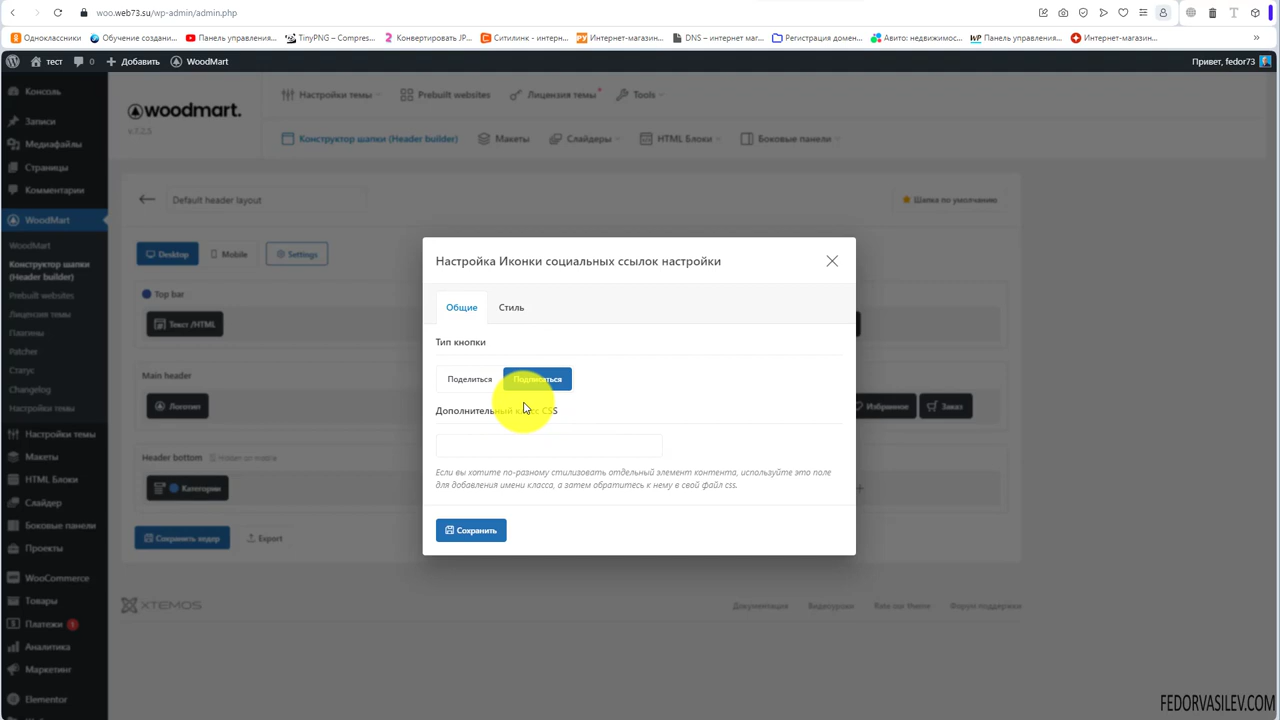 woo.web73.su/wp-admin/admin.php
Одноклассники
Обучение создани...
Панель управления...
TinyPNG – Compres...
Конвертировать JP...
Ситилинк - интерн...
Интернет-магазин...
DNS – интернет маг...
Регистрация домен...
Авито: недвижимос...
Панель управления...
Интернет-магазин...
тест
0
Добавить
WoodMart
Привет, fedor73
Консоль
Записи
Медиафайлы
Страницы
Комментарии
WoodMart
WoodMart
Конструктор шапки
(Header builder)
Prebuilt websites
Лицензия темы
Плагины
Patcher
Статус
Changelog
Настройки темы
Настройки темы
Макеты
HTML Блоки
Слайдер
Боковые панели
Проекты
WooCommerce
Товары
Платежи 1
Аналитика
Маркетинг
Elementor
woodmart.
v.7.2.5
Настройки темы
Prebuilt websites
Лицензия темы
Tools
Конструктор шапки (Header builder)
Макеты
Слайдеры
HTML Блоки
Боковые панели
Default header layout
Шапка по умолчанию
Desktop
Mobile
Settings
Top bar
Текст /HTML
Main header
Логотип
Избранное
Заказ
Header bottom
Hidden on mobile
Категории
Сохранить хедер
Export
XTEMOS
Документация
Видеоуроки
Rate our theme
Форум поддержки
Настройка Иконки социальных ссылок настройки
Общие
Стиль
Тип кнопки
Поделиться
Подписаться
Дополнительный класс CSS
Если вы хотите по-разному стилизовать отдельный элемент контента, используйте это поле
для добавления имени класса, а затем обратитесь к нему в свой файл css.
Сохранить
FEDORVASILEV.COM